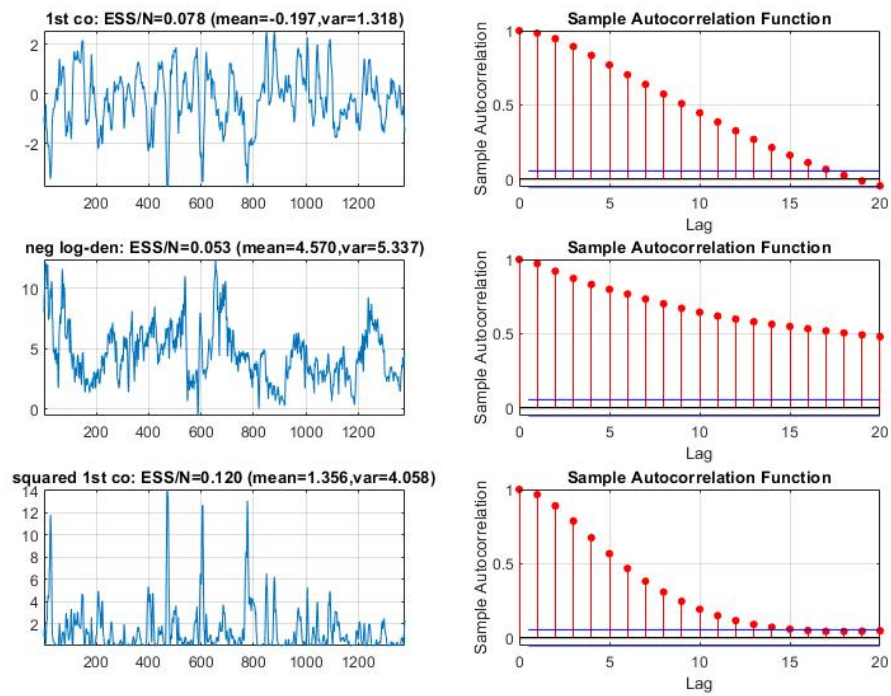 1st co: ESS/N=0.078 (mean=-0.197,var=1.318)
2
0
-2
200 400 600 800 1000 1200
Sample Autocorrelation Function
Sample Autocorrelation
1
0.5
0
0 5 10 15 20
Lag
neg log-den: ESS/N=0.053 (mean=4.570,var=5.337)
10
5
0
200 400 600 800 1000 1200
Sample Autocorrelation Function
Sample Autocorrelation
1
0.5
0
0 5 10 15 20
Lag
squared 1st co: ESS/N=0.120 (mean=1.356,var=4.058)
14
12
10
8
6
4
2
200 400 600 800 1000 1200
Sample Autocorrelation Function
Sample Autocorrelation
1
0.5
0
0 5 10 15 20
Lag